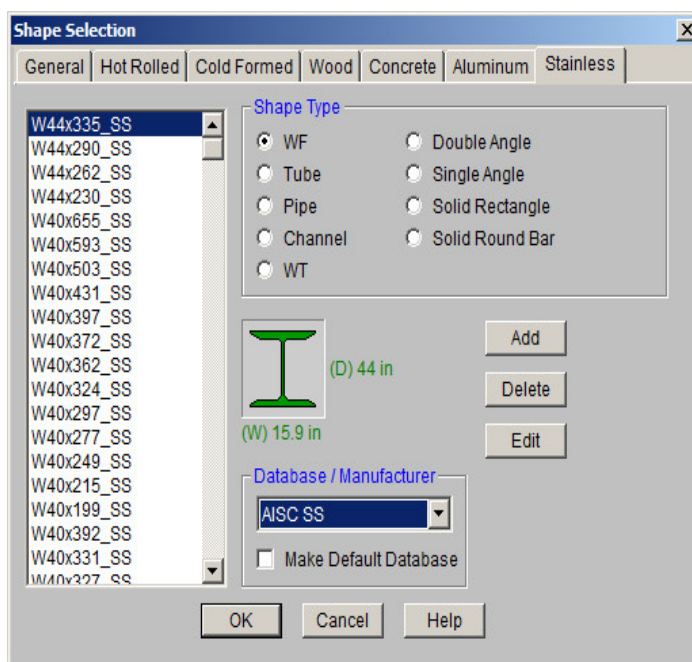 Shape Selection
General Hot Rolled Cold Formed Wood Concrete Aluminum Stainless
W44x335_SS
W44x290_SS
W44x262_SS
W44x230_SS
W40x655_SS
W40x593_SS
W40x503_SS
W40x431_SS
W40x397_SS
W40x372_SS
W40x362_SS
W40x324_SS
W40x297_SS
W40x277_SS
W40x249_SS
W40x215_SS
W40x199_SS
W40x392_SS
W40x331_SS
W40x327_SS
Shape Type
WF
Tube
Pipe
Channel
WT
Double Angle
Single Angle
Solid Rectangle
Solid Round Bar
(D) 44 in
(W) 15.9 in
Add
Delete
Edit
Database / Manufacturer
AISC SS
Make Default Database
OK Cancel Help